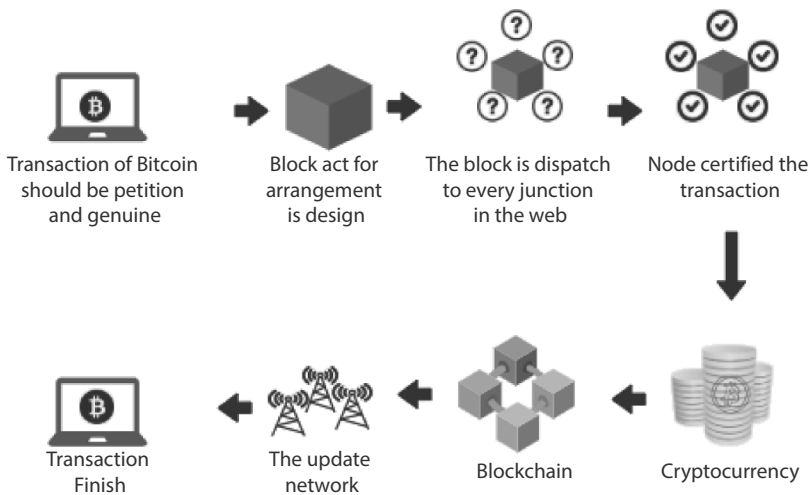 Transaction of Bitcoin
should be petition
and genuine
Block act for
arrangement
is design
The block is dispatch
to every junction
in the web
Node certified the
transaction
Cryptocurrency
Blockchain
The update
network
Transaction
Finish